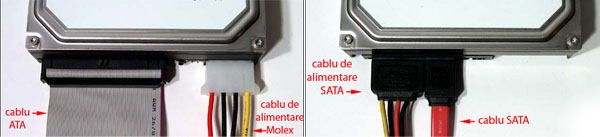 cablu
ATA
cablu de
alimentare
Molex
cablu de
alimentare
SATA
cablu SATA